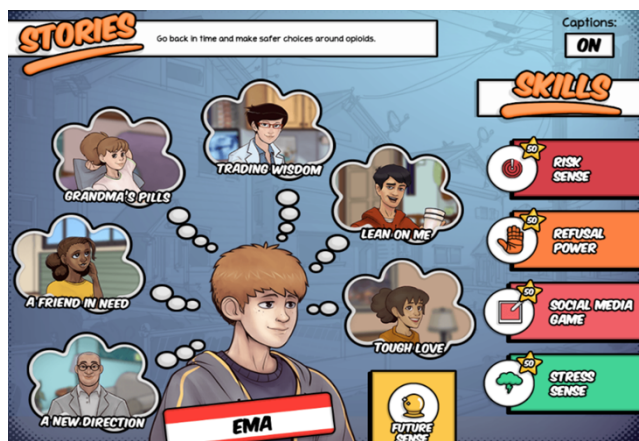 STORIES
Go back in time and make safer choices around opioids.
Captions:
ON
SKILLS
GRANDMA'S PILLS
TRADING WISDOM
LEAN ON ME
A FRIEND IN NEED
TOUGH LOVE
A NEW DIRECTION
EMA
FUTURE
SENSE
50
RISK
SENSE
50
REFUSAL
POWER
50
SOCIAL MEDIA
GAME
50
STRESS
SENSE